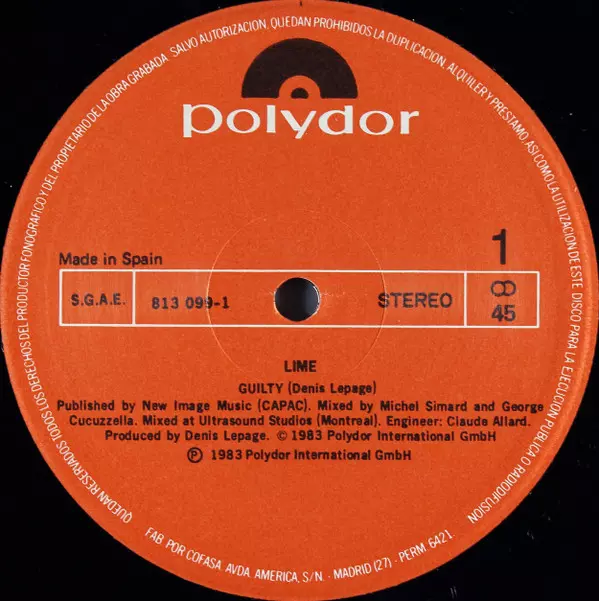 QUEDAN RESERVADOS TODOS LOS DERECHOS DEL PRODUCTOR FONOGRAFICO Y DEL PROPIETARIO DE LA OBRA GRABADA. SALVO AUTORIZACION, QUEDAN PROHIBIDOS LA DUPLICACION, ALQUILER Y PRESTAMO, ASI COMO LA UTILIZACION DE ESTE DISCO PARA LA EJECUCION PUBLICA O RADIODIFUSION
polydor
Made in Spain
1
S.G.A.E.
813 099-1
STEREO
45
LIME
GUILTY (Denis Lepage)
Published by New Image Music (CAPAC). Mixed by Michel Simard and George
Cucuzzella. Mixed at Ultrasound Studios (Montreal). Engineer: Claude Allard.
Produced by Denis Lepage. © 1983 Polydor International GmbH
℗ 1983 Polydor International GmbH
FAB. POR COFASA. AVDA. AMERICA, S/N. · MADRID (27) · PERM. 6421.